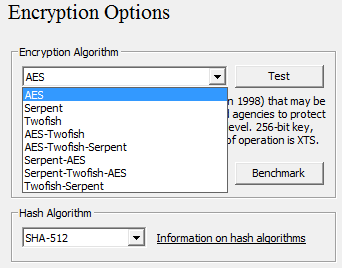 Encryption Options
Encryption Algorithm
AES
Test
AES
Serpent
Twofish
AES-Twofish
AES-Twofish-Serpent
Serpent-AES
Serpent-Twofish-AES
Twofish-Serpent
in 1998) that may be
agencies to protect
level. 256-bit key,
of operation is XTS.
Benchmark
Hash Algorithm
SHA-512
Information on hash algorithms